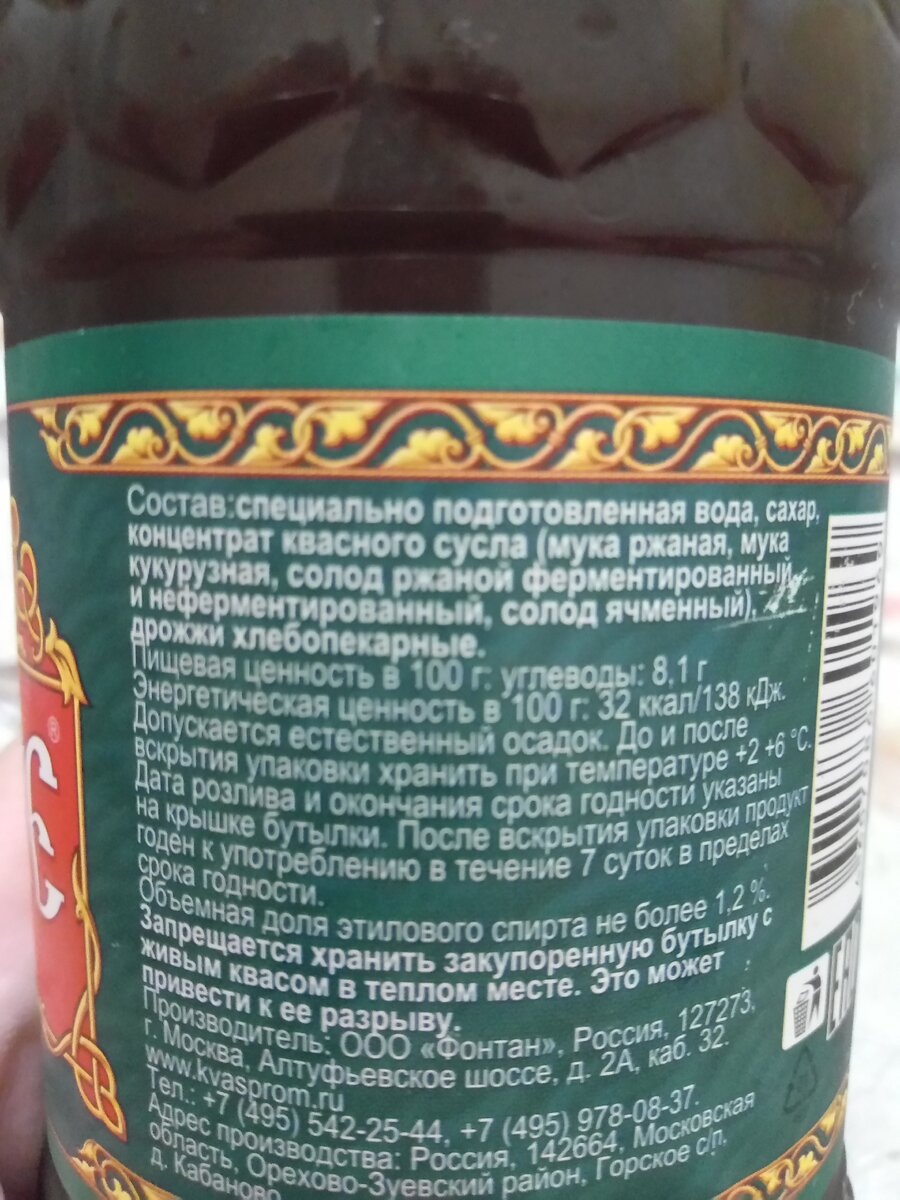 Состав:специально подготовленная вода, сахар,
концентрат квасного сусла (мука ржаная, мука
кукурузная, солод ржаной ферментированный
и неферментированный, солод ячменный),
дрожжи хлебопекарные.
Пищевая ценность в 100 г: углеводы: 8,1 г
Энергетическая ценность в 100 г: 32 ккал/138 кДж.
Допускается естественный осадок. До и после
вскрытия упаковки хранить при температуре +2 +6 °С.
Дата розлива и окончания срока годности указаны
на крышке бутылки. После вскрытия упаковки продукт
годен к употреблению в течение 7 суток в пределах
срока годности.
Объемная доля этилового спирта не более 1,2 %.
Запрещается хранить закупоренную бутылку с
живым квасом в теплом месте. Это может
привести к ее разрыву.
Производитель: ООО «Фонтан», Россия, 127273,
г. Москва, Алтуфьевское шоссе, д. 2А, каб. 32.
www.kvasprom.ru
Тел.: +7 (495) 542-25-44, +7 (495) 978-08-37.
Адрес производства: Россия, 142664, Московская
область, Орехово-Зуевский район, Горское с/п,
д. Кабаново
С
®
EAC